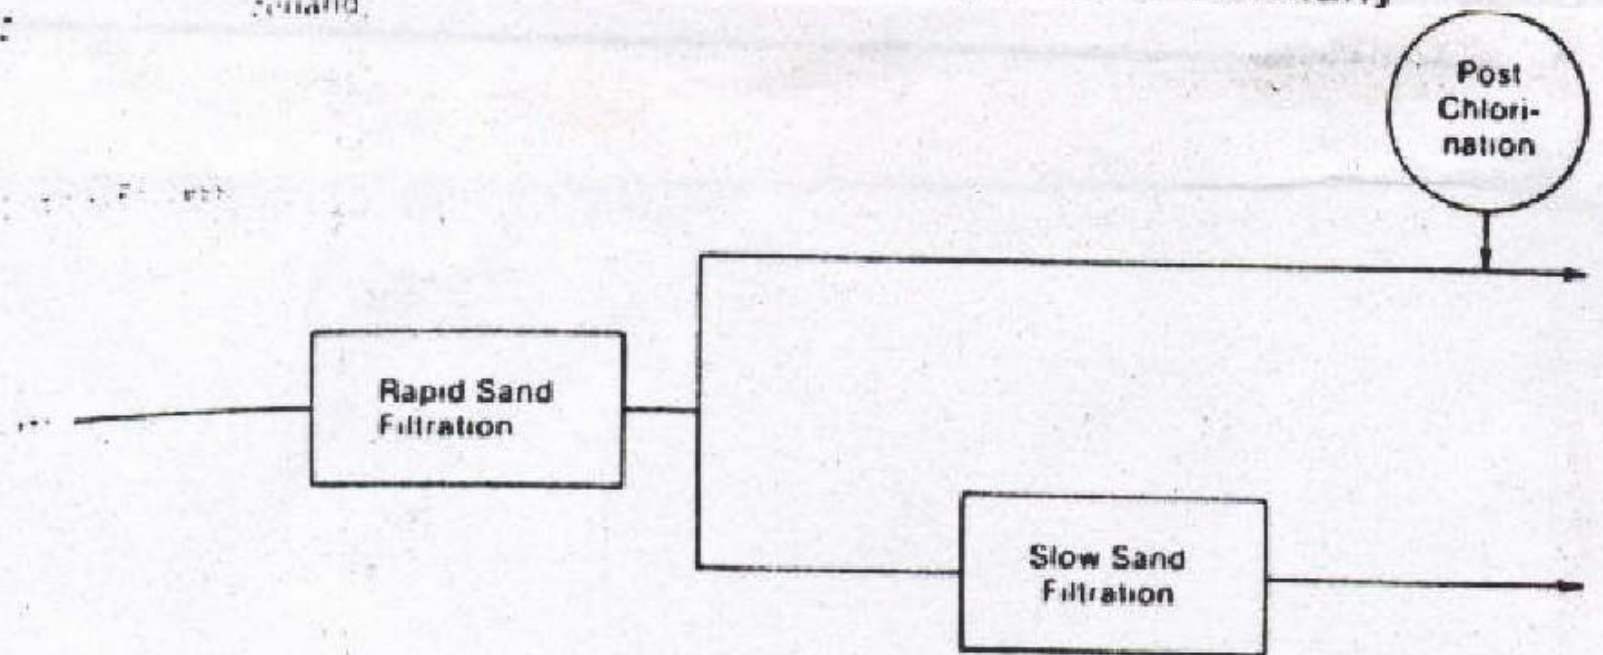 Post
Chlori-
nation
Rapid Sand
Filtration
Slow Sand
Filtration